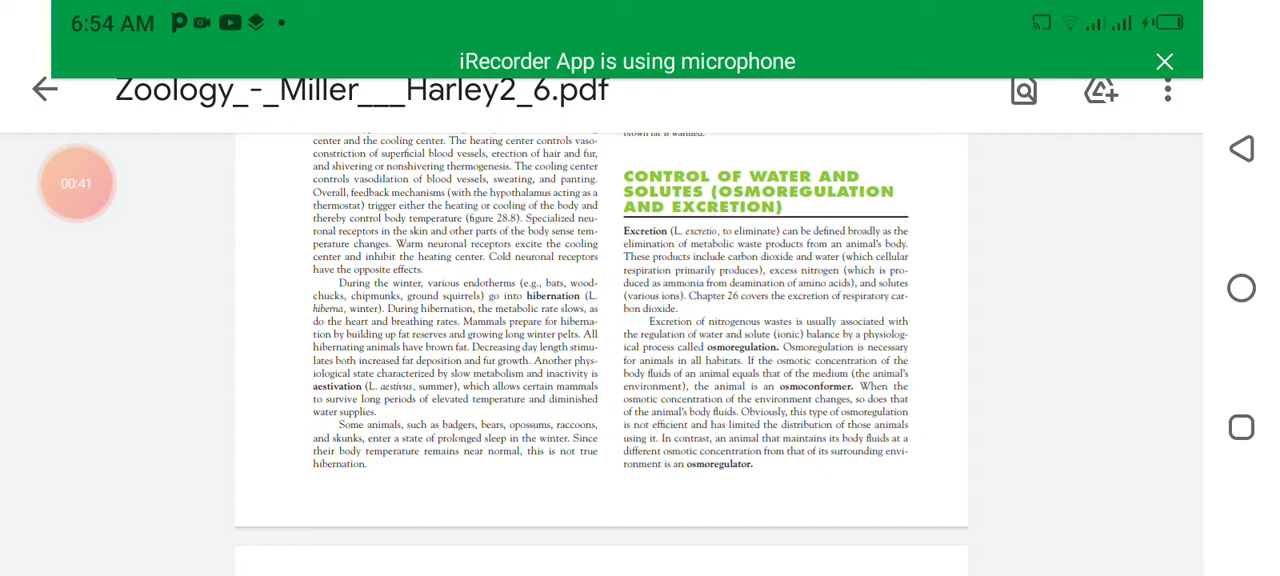 6:54 AM
iRecorder App is using microphone
Zoology_-_Miller___Harley2_6.pdf
00:41
center and the cooling center. The heating center controls vaso-
constriction of superficial blood vessels, erection of hair and fur,
and shivering or nonshivering thermogenesis. The cooling center
controls vasodilation of blood vessels, sweating, and panting.
Overall, feedback mechanisms (with the hypothalamus acting as a
thermostat) trigger either the heating or cooling of the body and
thereby control body temperature (figure 28.8). Specialized neu-
ronal receptors in the skin and other parts of the body sense tem-
perature changes. Warm neuronal receptors excite the cooling
center and inhibit the heating center. Cold neuronal receptors
have the opposite effects.
During the winter, various endotherms (e.g., bats, wood-
chucks, chipmunks, ground squirrels) go into hibernation (L.
hiberna, winter). During hibernation, the metabolic rate slows, as
do the heart and breathing rates. Mammals prepare for hiberna-
tion by building up fat reserves and growing long winter pelts. All
hibernating animals have brown fat. Decreasing day length stimu-
lates both increased fat deposition and fur growth. Another phys-
iological state characterized by slow metabolism and inactivity is
aestivation (L. aestivus, summer), which allows certain mammals
to survive long periods of elevated temperature and diminished
water supplies.
Some animals, such as badgers, bears, opossums, raccoons,
and skunks, enter a state of prolonged sleep in the winter. Since
their body temperature remains near normal, this is not true
hibernation.
brown fat is warmed.
CONTROL OF WATER AND
SOLUTES (OSMOREGULATION
AND EXCRETION)
Excretion (L. excretio, to eliminate) can be defined broadly as the
elimination of metabolic waste products from an animal's body.
These products include carbon dioxide and water (which cellular
respiration primarily produces), excess nitrogen (which is pro-
duced as ammonia from deamination of amino acids), and solutes
(various ions). Chapter 26 covers the excretion of respiratory car-
bon dioxide.
Excretion of nitrogenous wastes is usually associated with
the regulation of water and solute (ionic) balance by a physiolog-
ical process called osmoregulation. Osmoregulation is necessary
for animals in all habitats. If the osmotic concentration of the
body fluids of an animal equals that of the medium (the animal's
environment), the animal is an osmoconformer. When the
osmotic concentration of the environment changes, so does that
of the animal's body fluids. Obviously, this type of osmoregulation
is not efficient and has limited the distribution of those animals
using it. In contrast, an animal that maintains its body fluids at a
different osmotic concentration from that of its surrounding envi-
ronment is an osmoregulator.